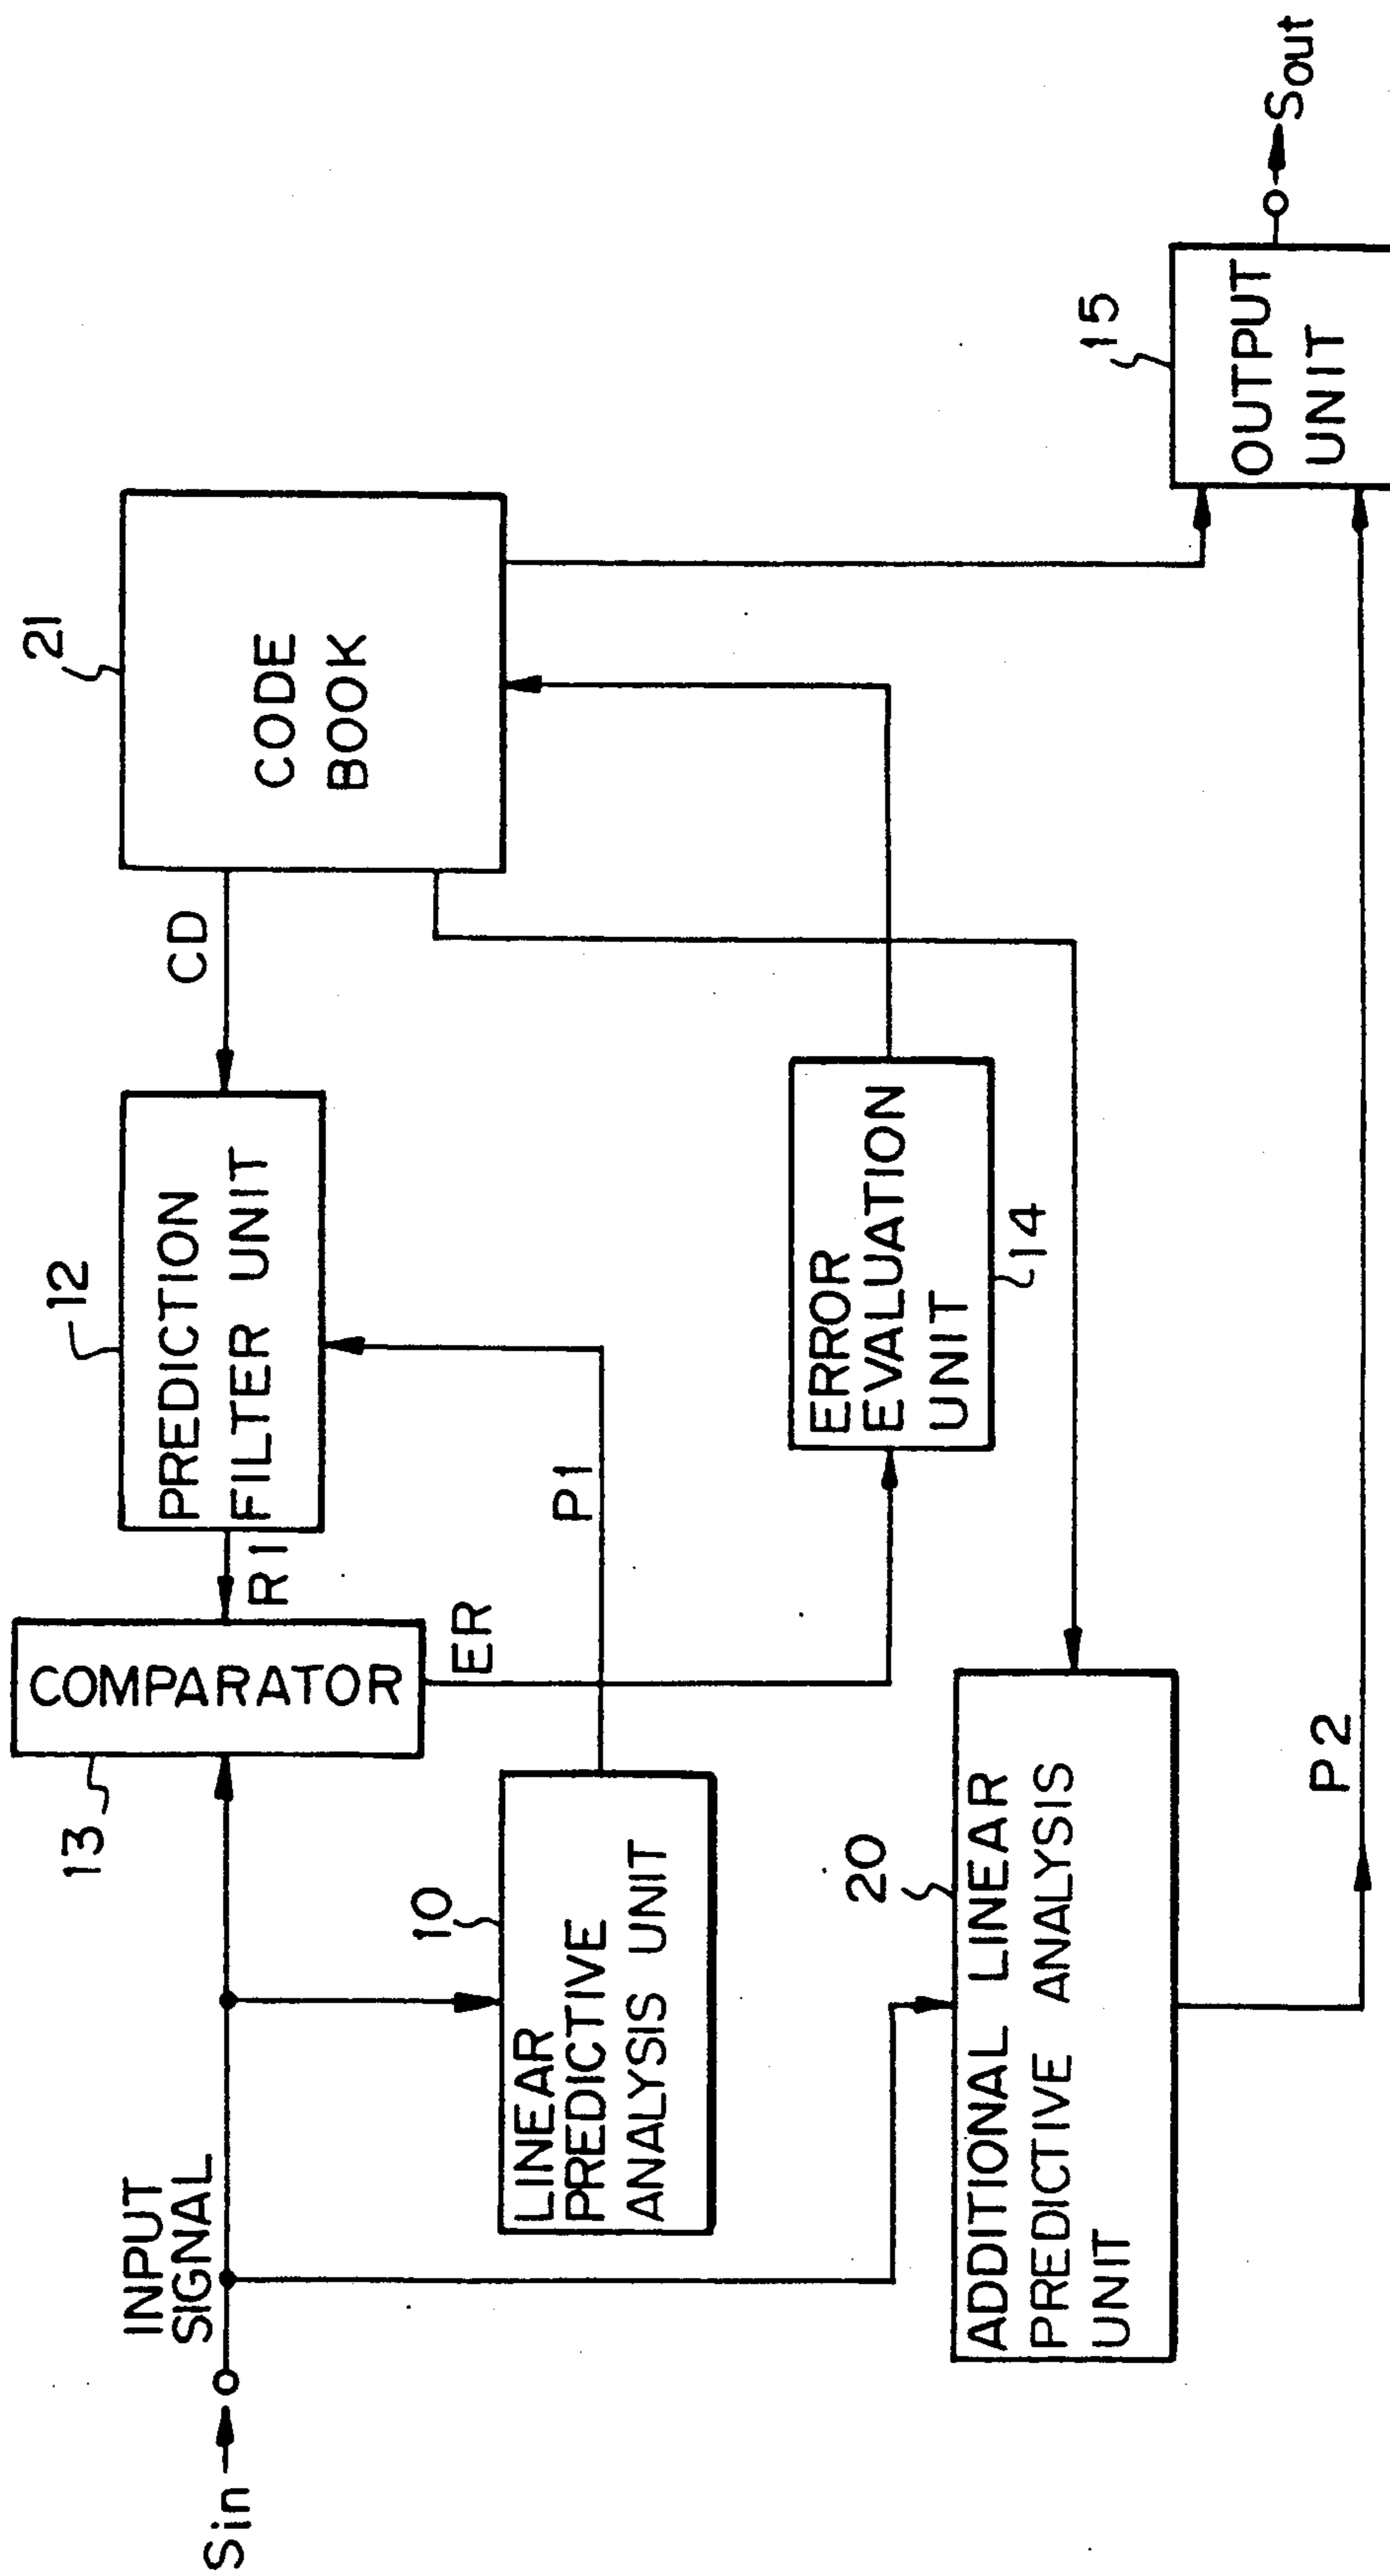 Sin
INPUT
SIGNAL
13
COMPARATOR
R1
12
PREDICTION
FILTER UNIT
CD
21
CODE
BOOK
ER
10
LINEAR
PREDICTIVE
ANALYSIS UNIT
P1
ERROR
EVALUATION
UNIT
14
20
ADDITIONAL LINEAR
PREDICTIVE ANALYSIS
UNIT
P2
15
OUTPUT
UNIT
Sout